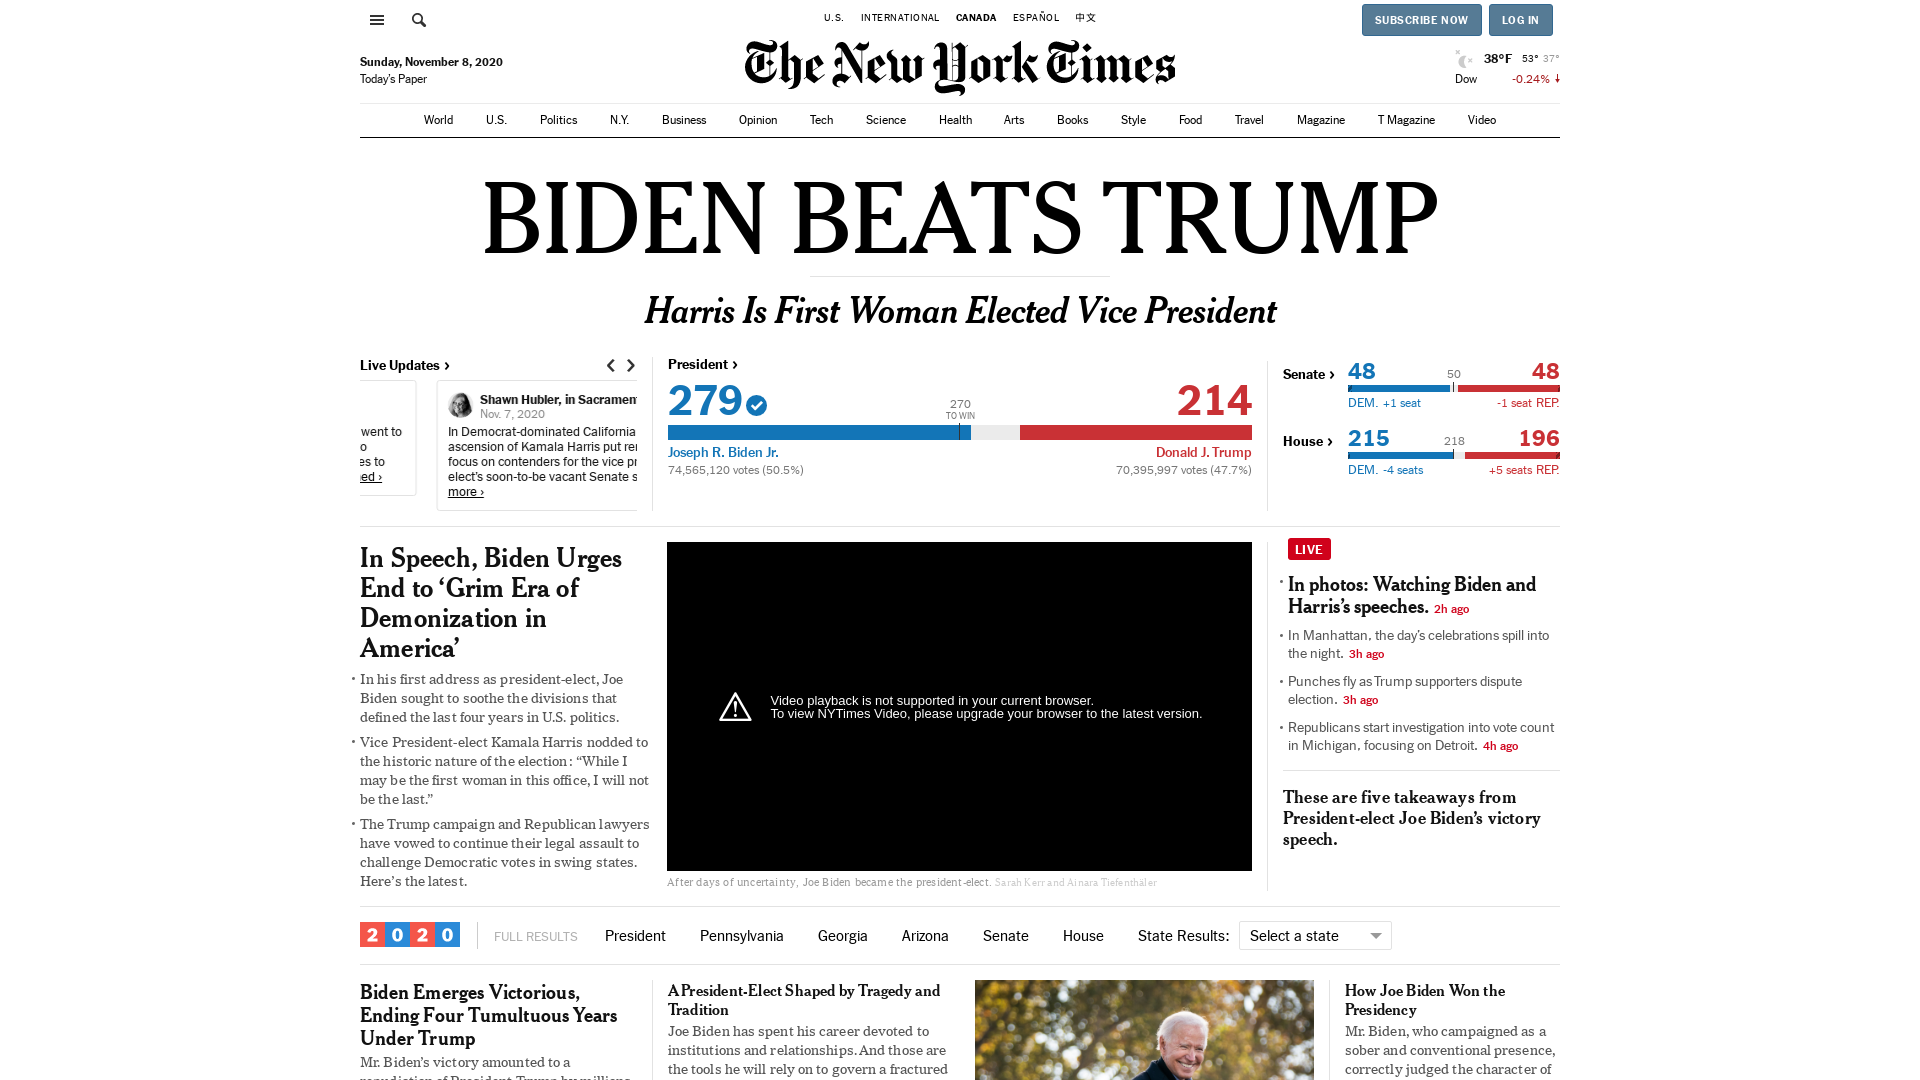 U.S. INTERNATIONAL CANADA ESPAÑOL 中文
SUBSCRIBE NOW LOG IN
Sunday, November 8, 2020
Today's Paper
The New York Times
38°F 53° 37°
Dow -0.24%
World U.S. Politics N.Y. Business Opinion Tech Science Health Arts Books Style Food Travel Magazine T Magazine Video
BIDEN BEATS TRUMP
Harris Is First Woman Elected Vice President
Live Updates ›
went to
o
es to
ed ›
Shawn Hubler, in Sacramen
Nov. 7, 2020
In Democrat-dominated California
ascension of Kamala Harris put re
focus on contenders for the vice p
elect's soon-to-be vacant Senate s
more ›
President ›
279 214
270
TO WIN
Joseph R. Biden Jr. Donald J. Trump
74,565,120 votes (50.5%) 70,395,997 votes (47.7%)
Senate › 48 50 48
DEM. +1 seat -1 seat REP.
House › 215 218 196
DEM. -4 seats +5 seats REP.
In Speech, Biden Urges
End to ‘Grim Era of
Demonization in
America’
• In his first address as president-elect, Joe
Biden sought to soothe the divisions that
defined the last four years in U.S. politics.
• Vice President-elect Kamala Harris nodded to
the historic nature of the election: “While I
may be the first woman in this office, I will not
be the last.”
• The Trump campaign and Republican lawyers
have vowed to continue their legal assault to
challenge Democratic votes in swing states.
Here’s the latest.
Video playback is not supported in your current browser.
To view NYTimes Video, please upgrade your browser to the latest version.
After days of uncertainty, Joe Biden became the president-elect. Sarah Kerr and Ainara Tiefenthäler
LIVE
• In photos: Watching Biden and
Harris’s speeches. 2h ago
• In Manhattan, the day’s celebrations spill into
the night. 3h ago
• Punches fly as Trump supporters dispute
election. 3h ago
• Republicans start investigation into vote count
in Michigan, focusing on Detroit. 4h ago
These are five takeaways from
President-elect Joe Biden’s victory
speech.
2020 FULL RESULTS President Pennsylvania Georgia Arizona Senate House State Results: Select a state
Biden Emerges Victorious,
Ending Four Tumultuous Years
Under Trump
Mr. Biden’s victory amounted to a
repudiation of President Trump by millions
A President-Elect Shaped by Tragedy and
Tradition
Joe Biden has spent his career devoted to
institutions and relationships. And those are
the tools he will rely on to govern a fractured
How Joe Biden Won the
Presidency
Mr. Biden, who campaigned as a
sober and conventional presence,
correctly judged the character of